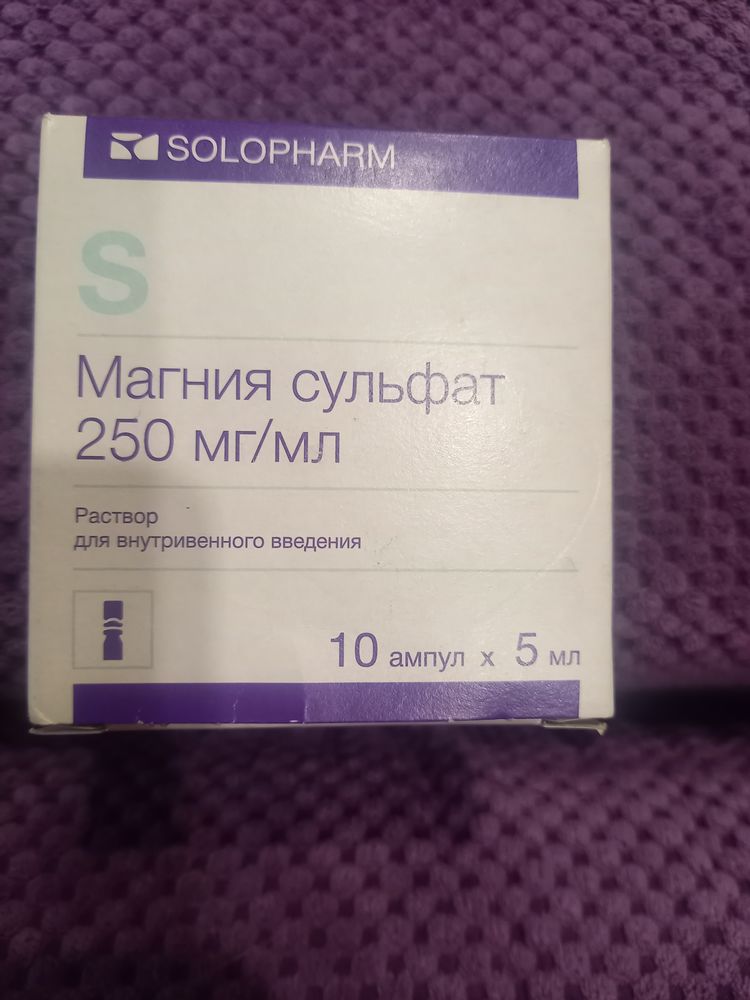 SOLOPHARM
S
Магния сульфат
250 мг/мл
Раствор
для внутривенного введения
10 ампул х 5 мл